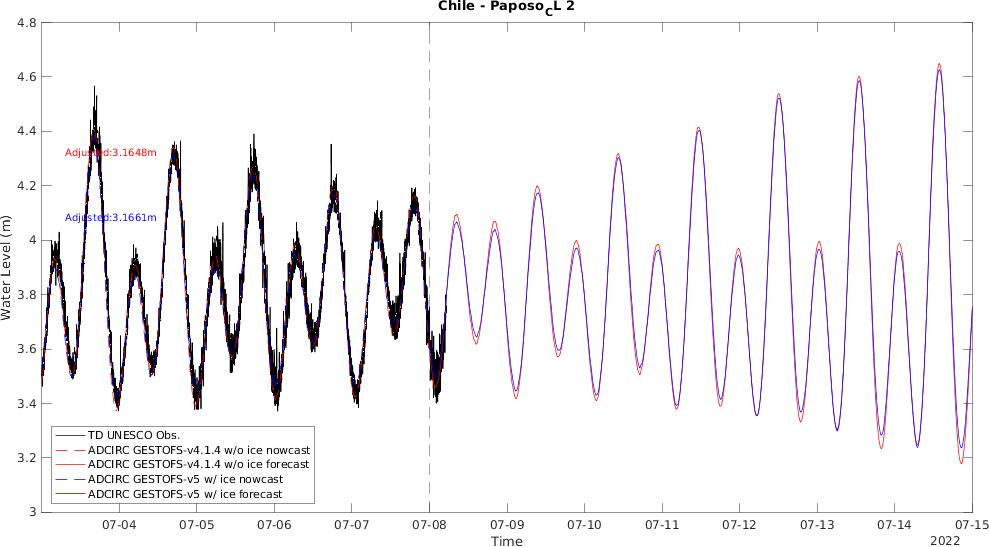 Chile - Paposo_CL 2
4.8
4.6
4.4
4.2
4
3.8
3.6
3.4
3.2
3
Water Level (m)
Adjusted:3.1648m
Adjusted:3.1661m
TD UNESCO Obs.
ADCIRC GESTOFS-v4.1.4 w/o ice nowcast
ADCIRC GESTOFS-v4.1.4 w/o ice forecast
ADCIRC GESTOFS-v5 w/ ice nowcast
ADCIRC GESTOFS-v5 w/ ice forecast
07-04 07-05 07-06 07-07 07-08 07-09 07-10 07-11 07-12 07-13 07-14 07-15
Time
2022